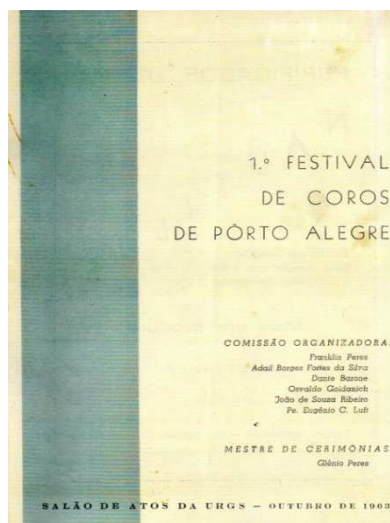 1.º FESTIVAL
DE COROS
DE PÔRTO ALEGRE
COMISSÃO ORGANIZADORA:
Franklin Peres
Adail Borges Fortes da Silva
Dante Barone
Osvaldo Goidanich
João de Souza Ribeiro
Pe. Eugênio C. Luft
MESTRE DE CERIMÔNIAS
Glênio Peres
SALÃO DE ATOS DA URGS — OUTUBRO DE